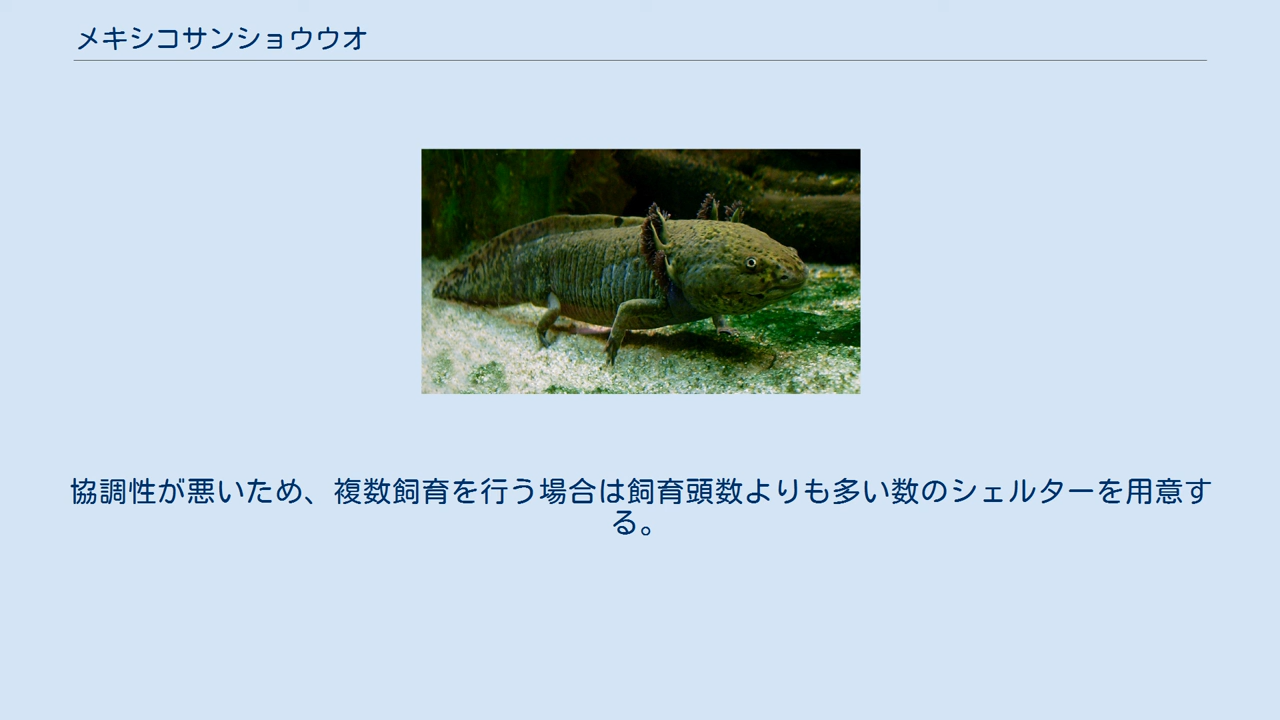 メキシコサンショウウオ
協調性が悪いため、複数飼育を行う場合は飼育頭数よりも多い数のシェルターを用意す
る。